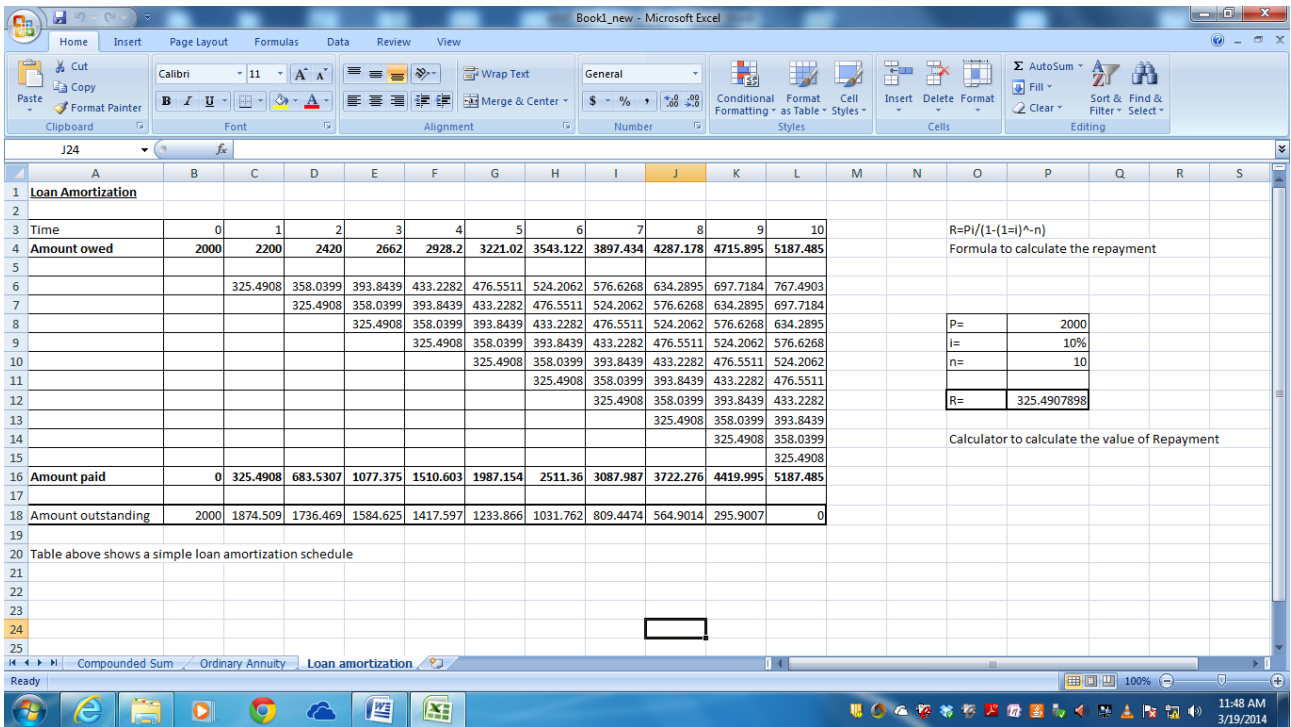 Book1_new - Microsoft Excel
Home Insert Page Layout Formulas Data Review View
Paste
Cut
Copy
Format Painter
Clipboard
Calibri 11
B I U
Font
Wrap Text
Merge & Center
Alignment
General
$ % , .00 .00
Number
Conditional Formatting
Format as Table
Cell Styles
Styles
Insert Delete Format
Cells
Σ AutoSum
Fill
Clear
Sort & Filter
Find & Select
Editing
J24 fx
A B C D E F G H I J K L M N O P Q R S
1 Loan Amortization
2
3 Time 0 1 2 3 4 5 6 7 8 9 10 R=Pi/(1-(1=i)^-n)
4 Amount owed 2000 2200 2420 2662 2928.2 3221.02 3543.122 3897.434 4287.178 4715.895 5187.485 Formula to calculate the repayment
5
6 325.4908 358.0399 393.8439 433.2282 476.5511 524.2062 576.6268 634.2895 697.7184 767.4903
7 325.4908 358.0399 393.8439 433.2282 476.5511 524.2062 576.6268 634.2895 697.7184
8 325.4908 358.0399 393.8439 433.2282 476.5511 524.2062 576.6268 634.2895 P= 2000
9 325.4908 358.0399 393.8439 433.2282 476.5511 524.2062 576.6268 i= 10%
10 325.4908 358.0399 393.8439 433.2282 476.5511 524.2062 n= 10
11 325.4908 358.0399 393.8439 433.2282 476.5511
12 325.4908 358.0399 393.8439 433.2282 R= 325.4907898
13 325.4908 358.0399 393.8439
14 325.4908 358.0399 Calculator to calculate the value of Repayment
15 325.4908
16 Amount paid 0 325.4908 683.5307 1077.375 1510.603 1987.154 2511.36 3087.987 3722.276 4419.995 5187.485
17
18 Amount outstanding 2000 1874.509 1736.469 1584.625 1417.597 1233.866 1031.762 809.4474 564.9014 295.9007 0
19
20 Table above shows a simple loan amortization schedule
21
22
23
24
25
Compounded Sum Ordinary Annuity Loan amortization
Ready 100%
11:48 AM
3/19/2014